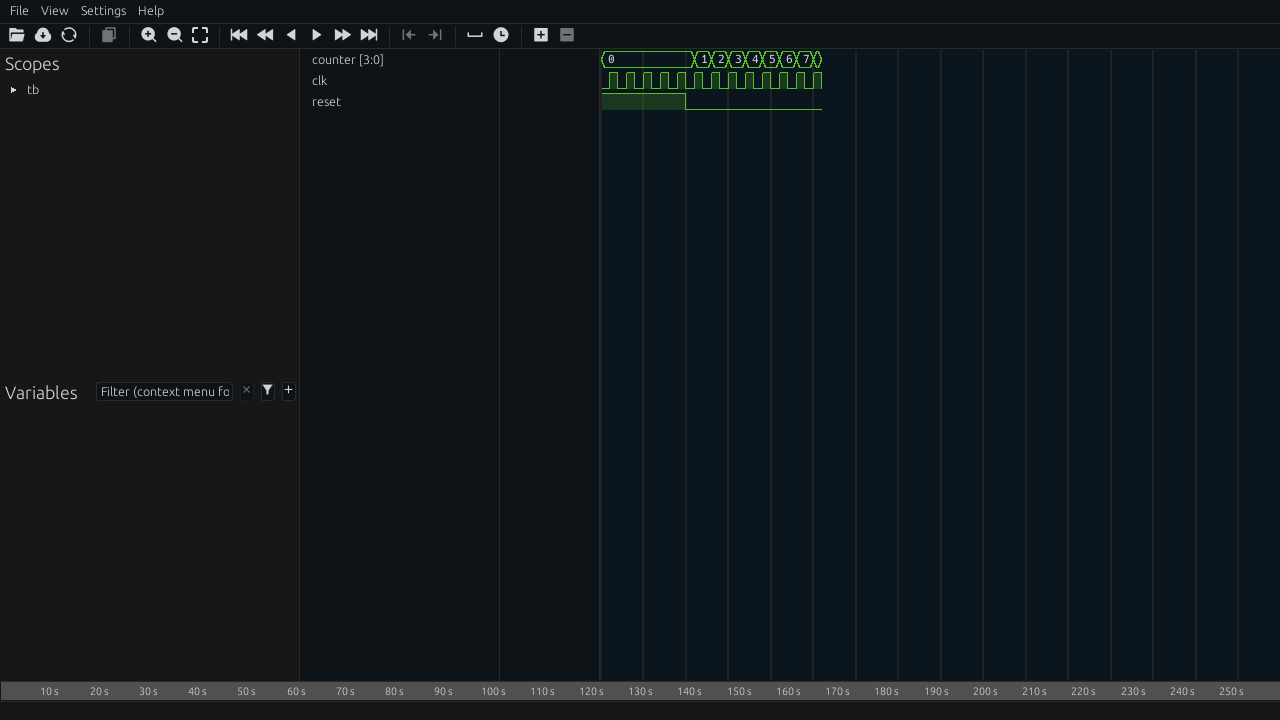 File View Settings Help
Scopes
tb
Variables Filter (context menu fo
counter [3:0]
clk
reset
0 1 2 3 4 5 6 7
10 s 20 s 30 s 40 s 50 s 60 s 70 s 80 s 90 s 100 s 110 s 120 s 130 s 140 s 150 s 160 s 170 s 180 s 190 s 200 s 210 s 220 s 230 s 240 s 250 s